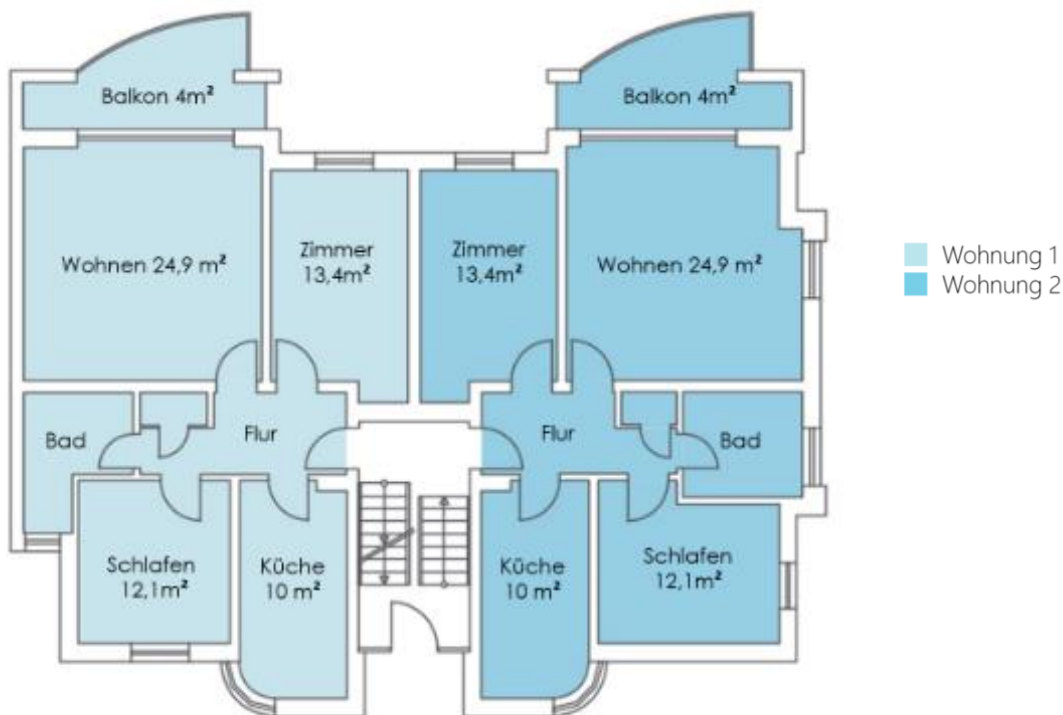 Balkon 4m²
Balkon 4m²
Wohnen 24,9 m²
Zimmer
13,4m²
Zimmer
13,4m²
Wohnen 24,9 m²
Wohnung 1
Wohnung 2
Bad
Flur
Flur
Bad
Schlafen
12,1m²
Küche
10 m²
Küche
10 m²
Schlafen
12,1m²